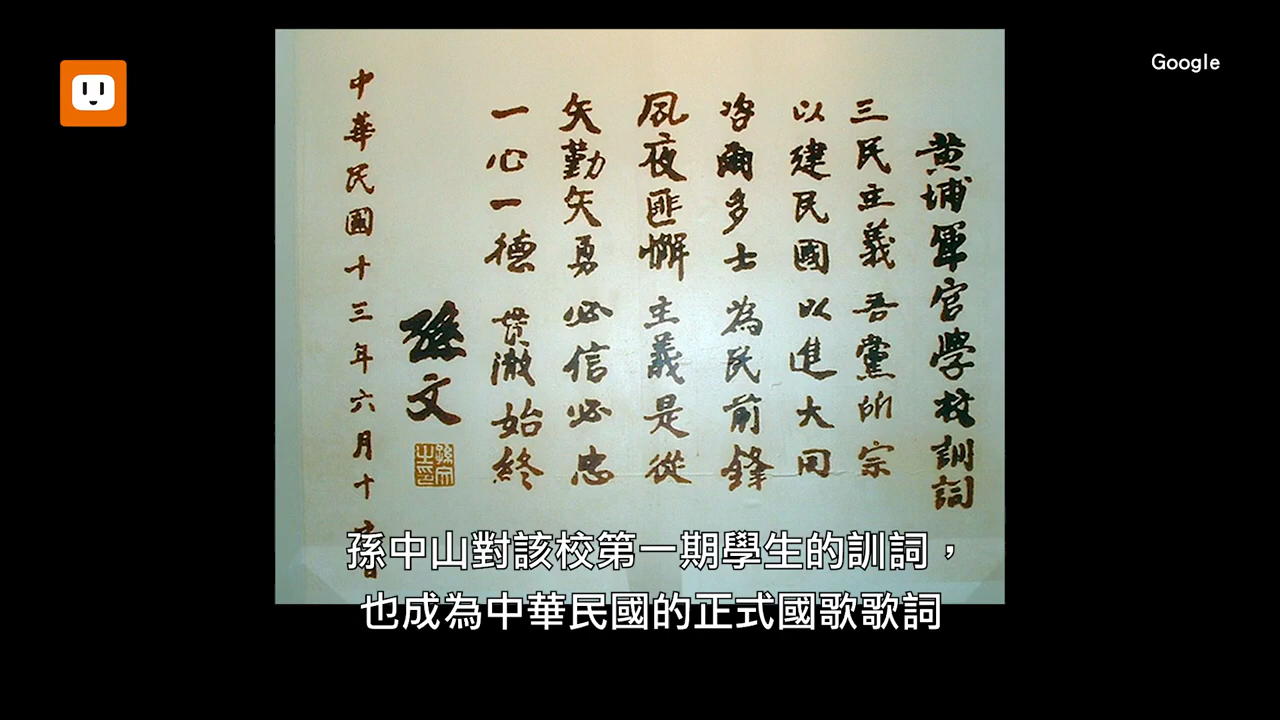 Google
黃埔軍官學校訓詞
三民主義 吾黨所宗
以建民國 以進大同
咨爾多士 為民前鋒
夙夜匪懈 主義是從
矢勤矢勇 必信必忠
一心一德 貫徹始終
孫文
孫文之印
中華民國十三年六月十
孫中山對該校第一期學生的訓詞，
也成為中華民國的正式國歌歌詞